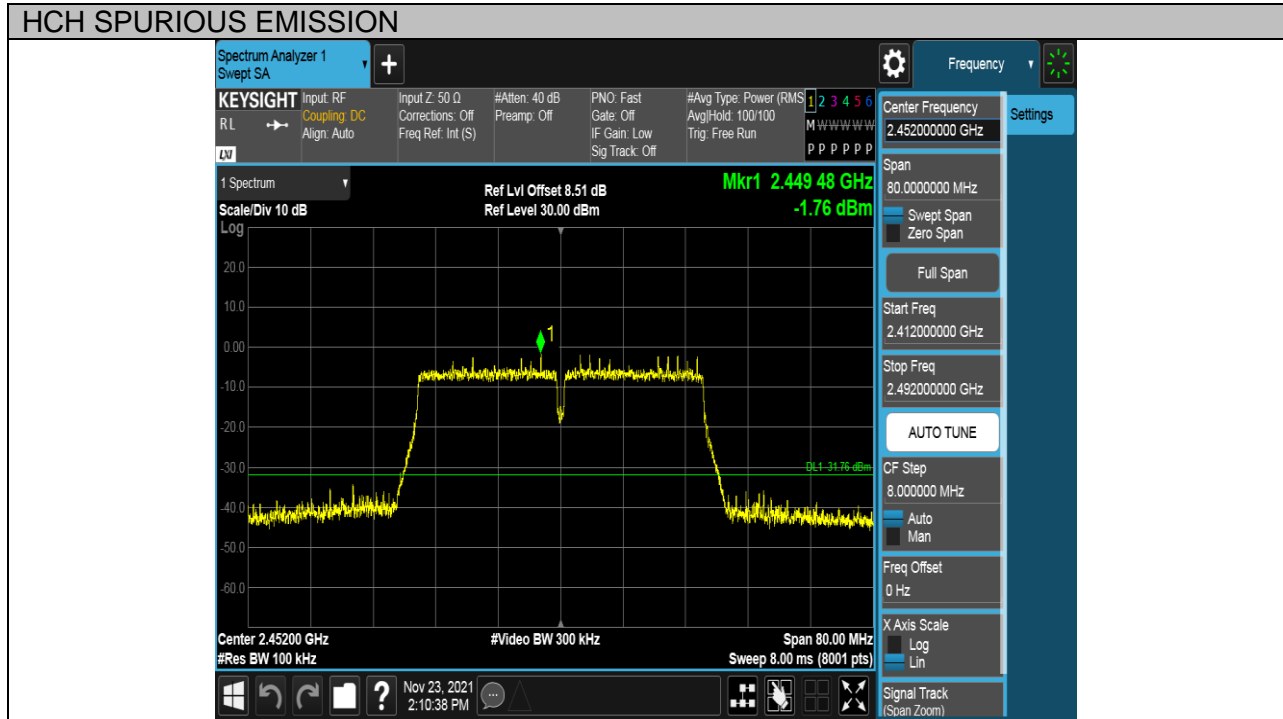 HCH SPURIOUS EMISSION
Spectrum Analyzer 1
Swept SA
Frequency
KEYSIGHT
RL
LXI
Input: RF
Coupling: DC
Align: Auto
Input Z: 50 Ω
Corrections: Off
Freq Ref: Int (S)
#Atten: 40 dB
Preamp: Off
PNO: Fast
Gate: Off
IF Gain: Low
Sig Track: Off
#Avg Type: Power (RMS
Avg|Hold: 100/100
Trig: Free Run
1 2 3 4 5 6
M W W W W W
P P P P P P
1 Spectrum
Scale/Div 10 dB
Ref Lvl Offset 8.51 dB
Ref Level 30.00 dBm
Mkr1 2.449 48 GHz
-1.76 dBm
Log
20.0
10.0
0.00
-10.0
-20.0
-30.0
-40.0
-50.0
-60.0
1
DL1 -31.76 dBm
Center 2.45200 GHz
#Res BW 100 kHz
#Video BW 300 kHz
Span 80.00 MHz
Sweep 8.00 ms (8001 pts)
Nov 23, 2021
2:10:38 PM
Center Frequency
2.452000000 GHz
Settings
Span
80.0000000 MHz
Swept Span
Zero Span
Full Span
Start Freq
2.412000000 GHz
Stop Freq
2.492000000 GHz
AUTO TUNE
CF Step
8.000000 MHz
Auto
Man
Freq Offset
0 Hz
X Axis Scale
Log
Lin
Signal Track
(Span Zoom)